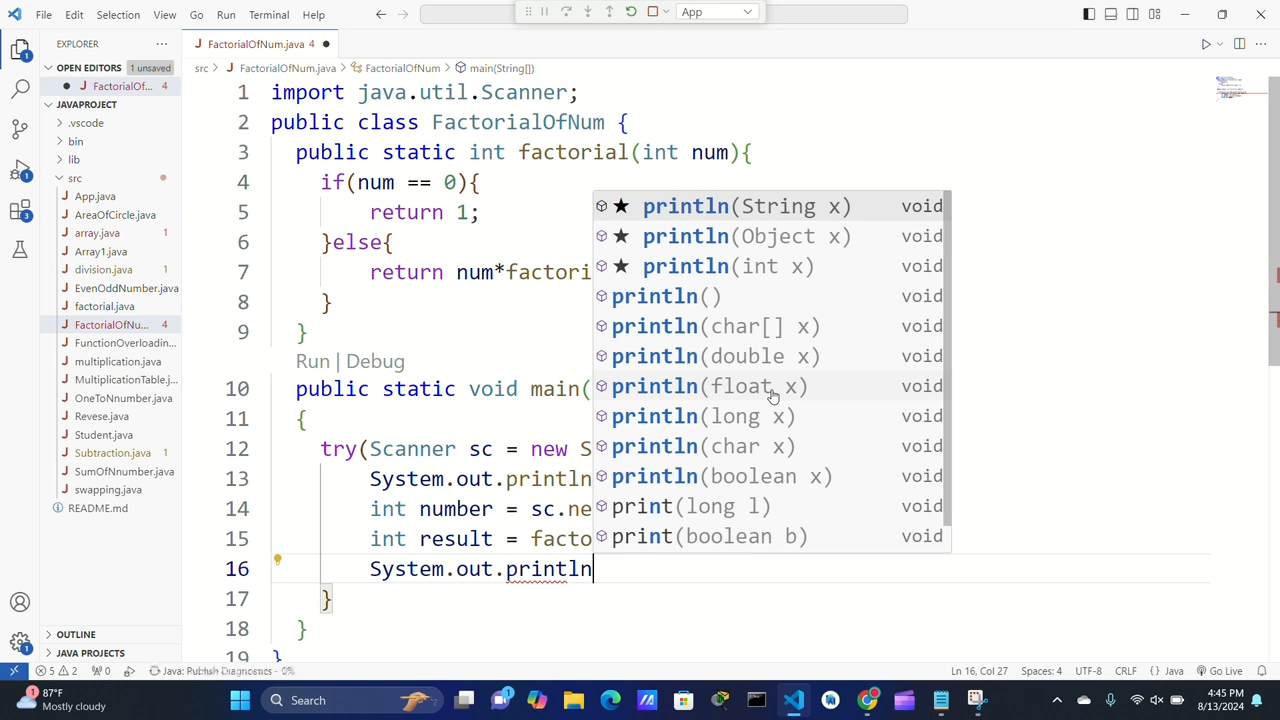 File Edit Selection View Go Run Terminal Help
App
EXPLORER
FactorialOfNum.java 4
OPEN EDITORS 1 unsaved
src > FactorialOfNum.java > FactorialOfNum > main(String[])
FactorialOf... 4
JAVAPROJECT
.vscode
bin
lib
src
App.java
AreaOfCircle.java
array.java 1
Array1.java
division.java 1
EvenOddNumber.java
factorial.java
FactorialOfNu... 4
FunctionOverloadin...
multiplication.java
MultiplicationTable.j...
OneToNnumber.java
Revese.java
Student.java
Subtraction.java 1
SumOfNnumber.java
swapping.java
README.md
OUTLINE
JAVA PROJECTS
1 import java.util.Scanner;
2 public class FactorialOfNum {
3 public static int factorial(int num){
4 if(num == 0){
5 return 1;
6 }else{
7 return num*factori
8 }
9 }
Run | Debug
10 public static void main(
11 {
12 try(Scanner sc = new S
13 System.out.println
14 int number = sc.ne
15 int result = facto
16 System.out.println
17 }
18 }
19 }
println(String x) void
println(Object x) void
println(int x) void
println() void
println(char[] x) void
println(double x) void
println(float x) void
println(long x) void
println(char x) void
println(boolean x) void
print(long l) void
print(boolean b) void
5 2 0 Java: Publish Diagnostics - 0% Ln 16, Col 27 Spaces: 4 UTF-8 CRLF {} Java Go Live
1 87°F
Mostly cloudy
Search
4:45 PM
8/13/2024